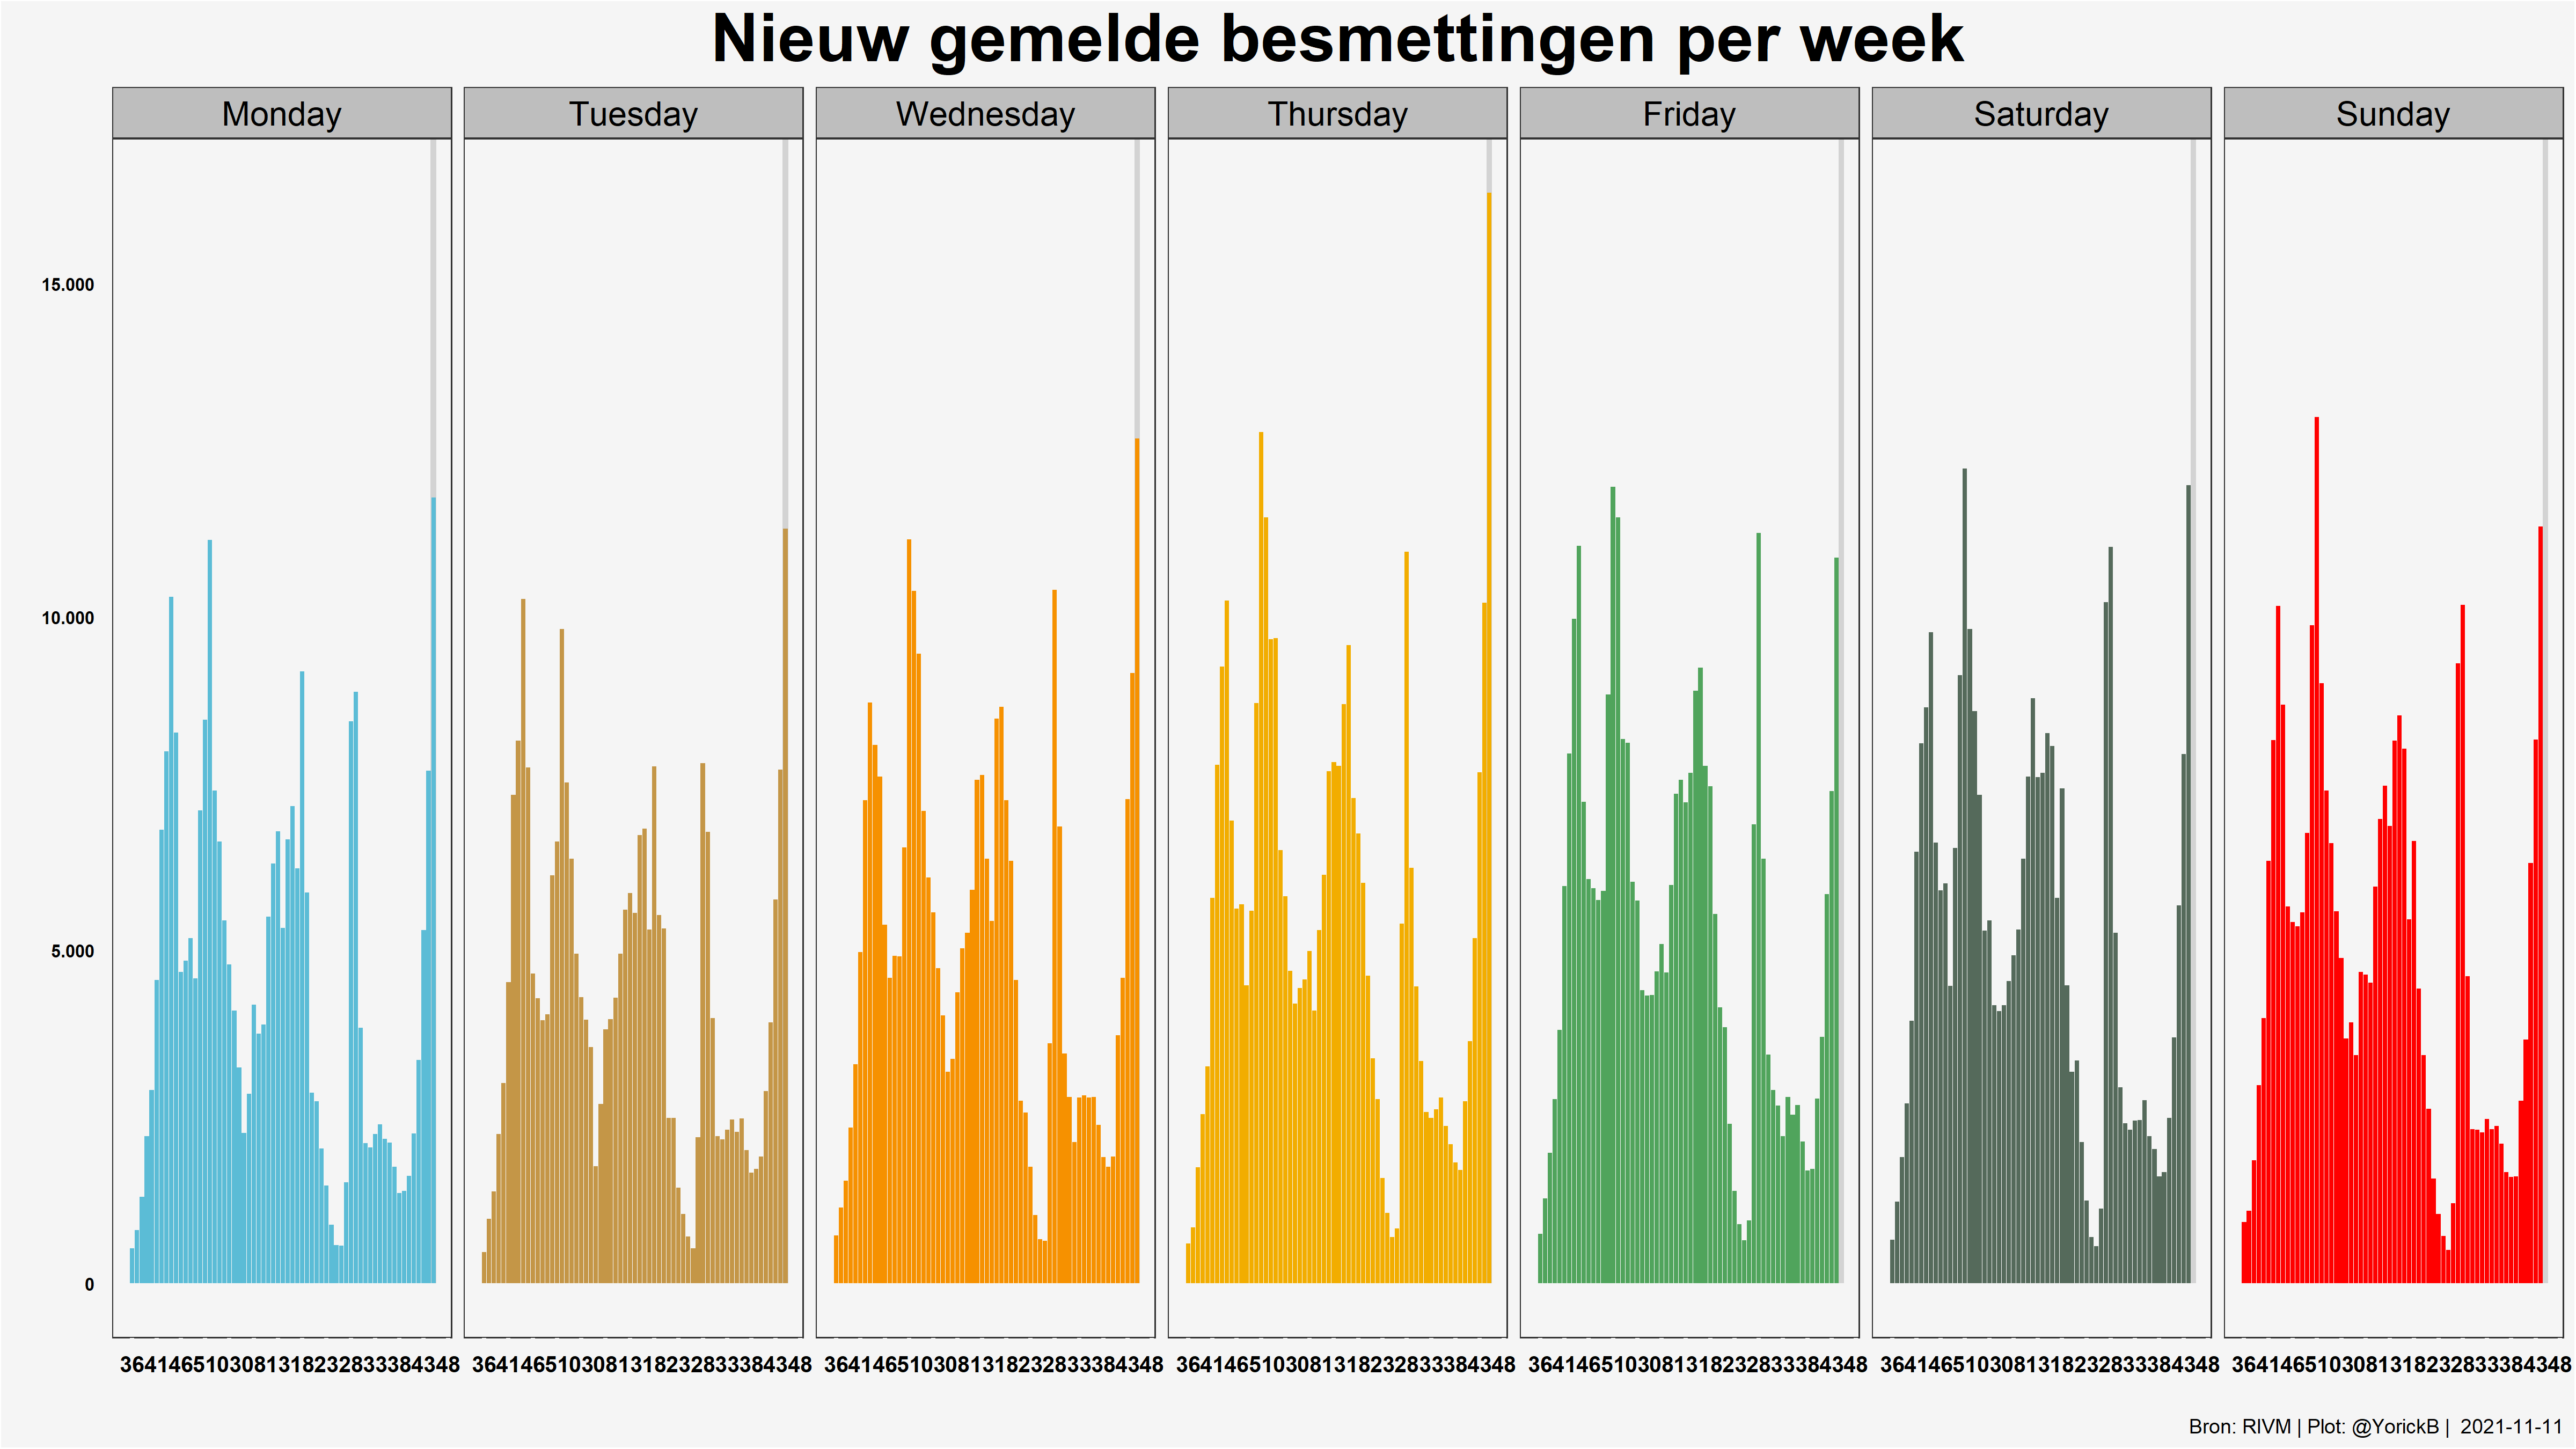 Nieuw gemelde besmettingen per week
Monday Tuesday Wednesday Thursday Friday Saturday Sunday
15.000
10.000
5.000
0
3641465103081318232833384348 3641465103081318232833384348 3641465103081318232833384348 3641465103081318232833384348 3641465103081318232833384348 3641465103081318232833384348 3641465103081318232833384348
Bron: RIVM | Plot: @YorickB | 2021-11-11